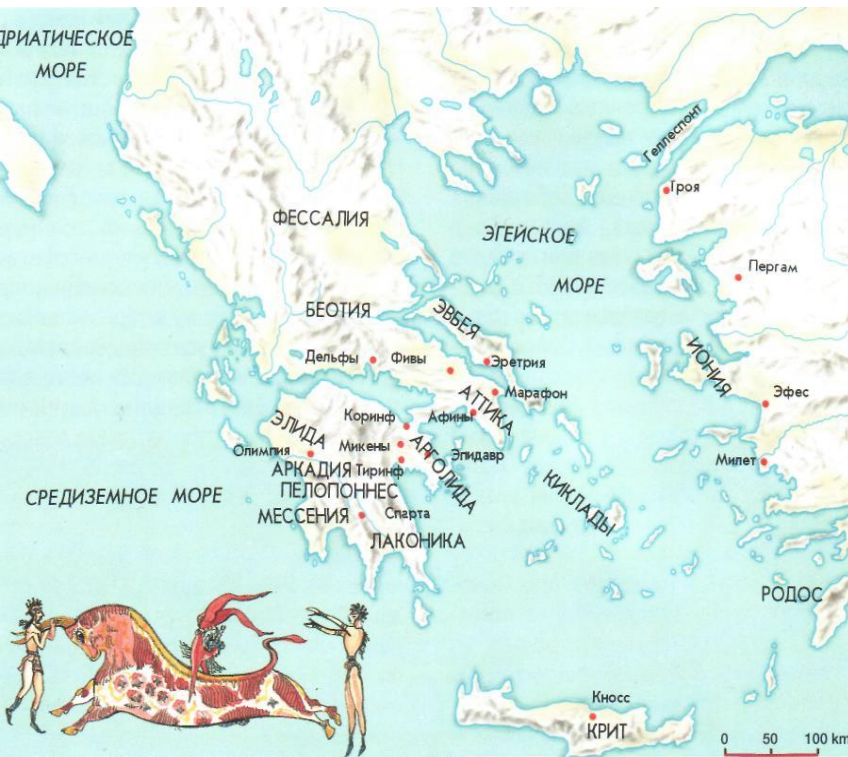 ДРИАТИЧЕСКОЕ
МОРЕ
Геллеспонт
Троя
ФЕССАЛИЯ
ЭГЕЙСКОЕ
МОРЕ
Пергам
БЕОТИЯ
ЭВБЕЯ
Дельфы
Фивы
Эретрия
ИОНИЯ
АТТИКА
Марафон
Эфес
Коринф
Афины
ЭЛИДА
Микены
АРГОЛИДА
Эпидавр
Олимпия
АРКАДИЯ
Тиринф
Милет
СРЕДИЗЕМНОЕ МОРЕ
ПЕЛОПОННЕС
КИКЛАДЫ
МЕССЕНИЯ
Спарта
ЛАКОНИКА
РОДОС
Кносс
КРИТ
0 50 100 km